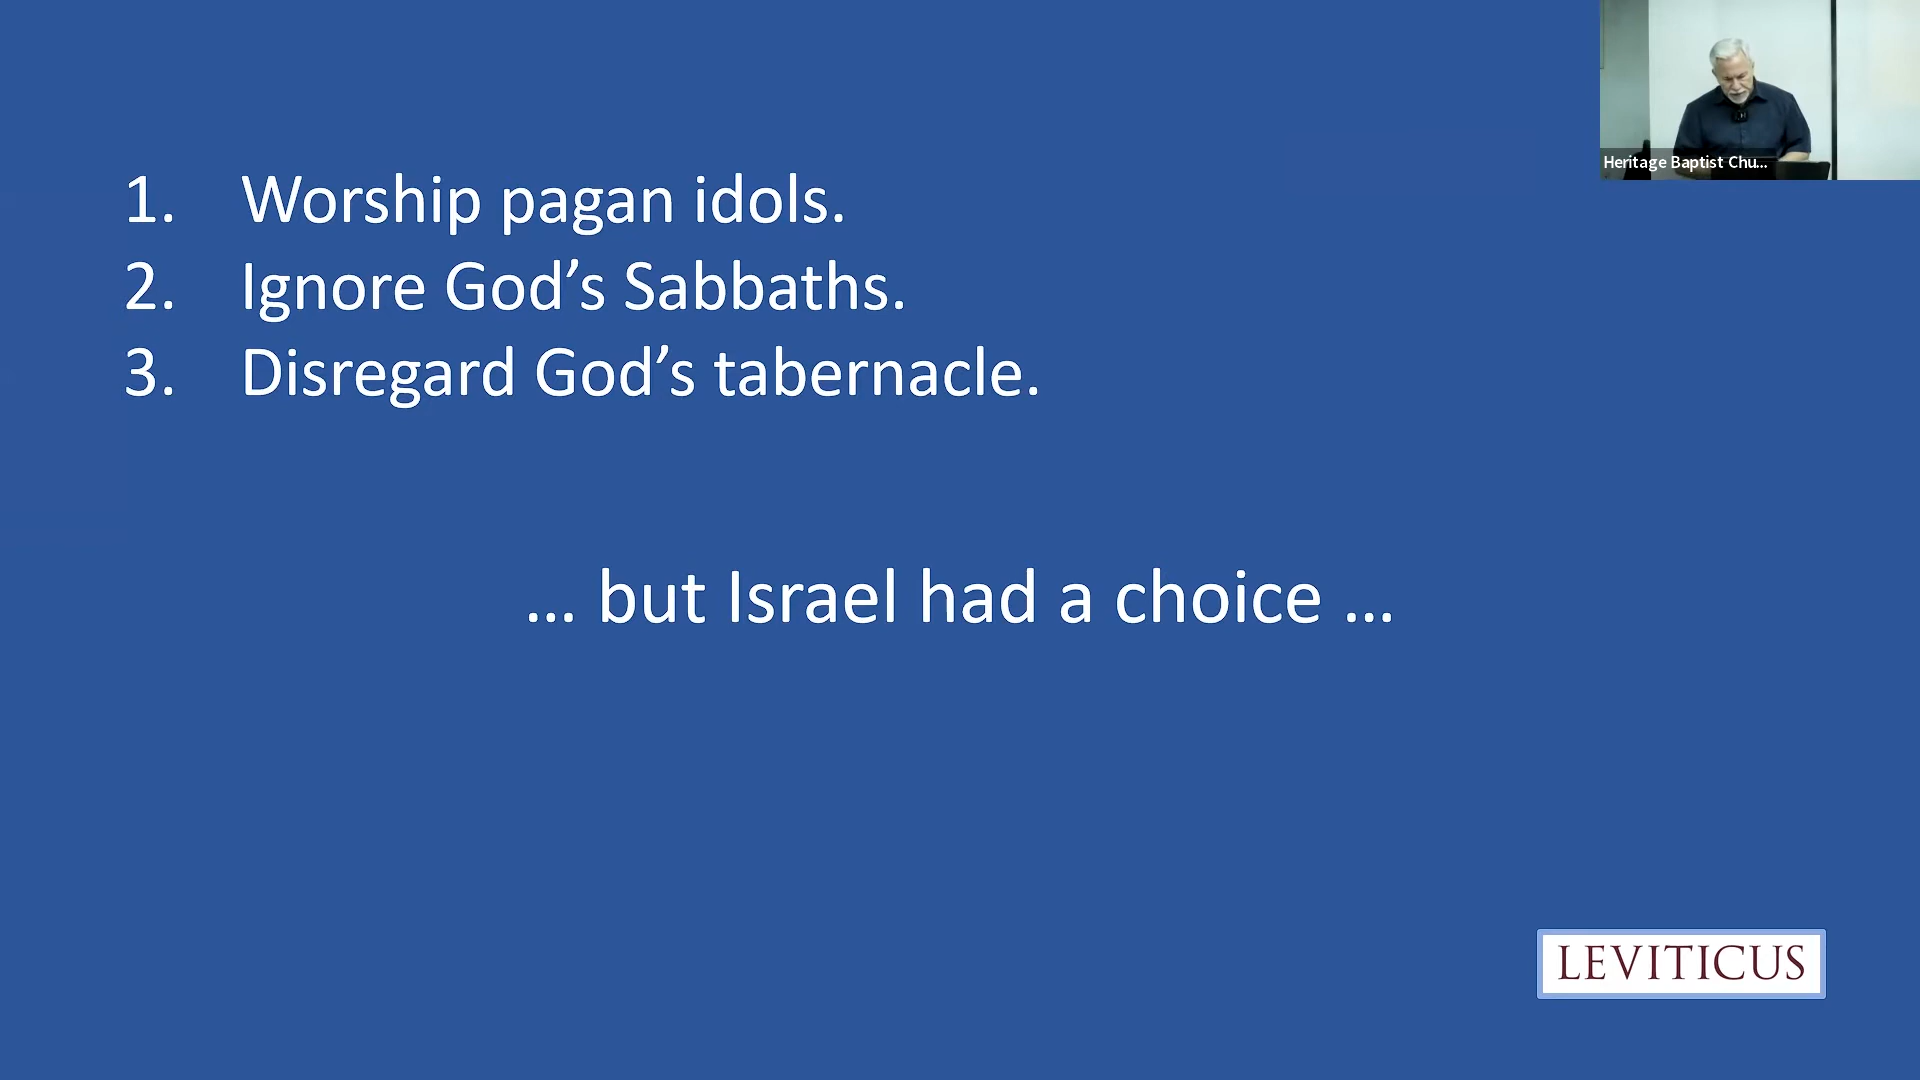 Heritage Baptist Chu...
1. Worship pagan idols.
2. Ignore God’s Sabbaths.
3. Disregard God’s tabernacle.
... but Israel had a choice ...
LEVITICUS